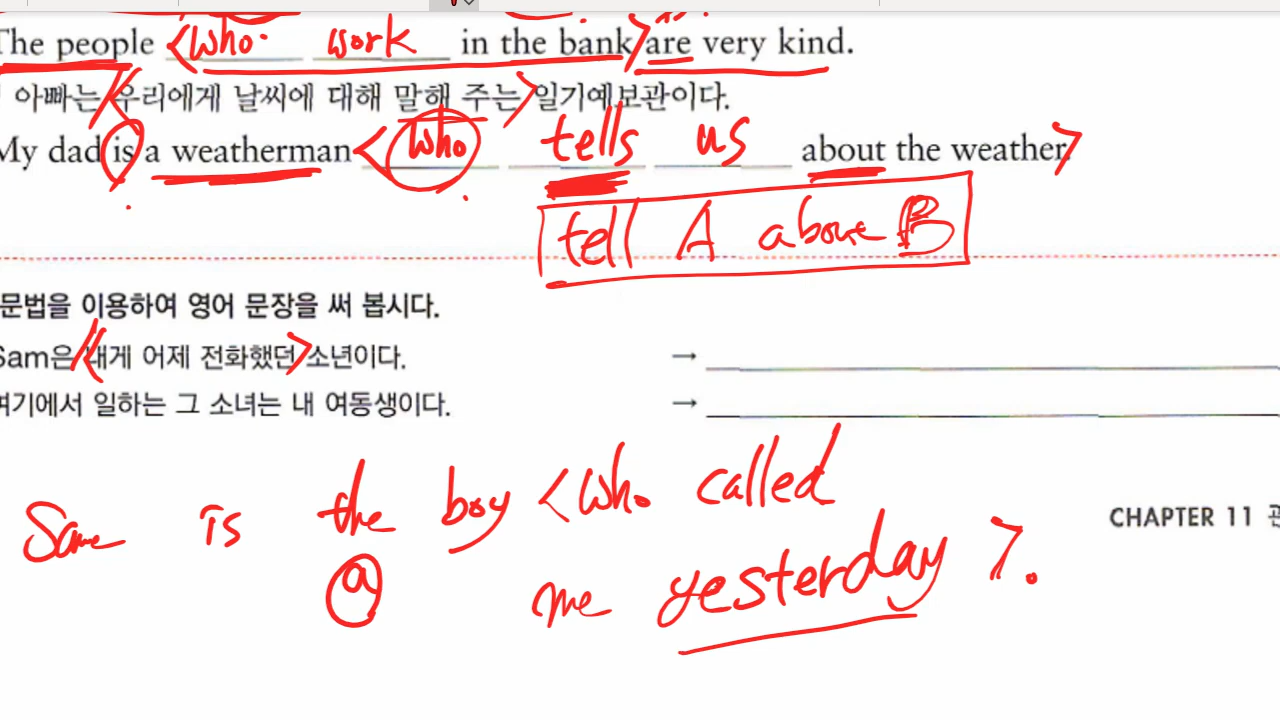 The people <who work in the bank> are very kind.
아빠는 <우리에게 날씨에 대해 말해 주는> 일기예보관이다.
My dad is a weatherman <who tells us about the weather>
tell A about B
문법을 이용하여 영어 문장을 써 봅시다.
Sam은 <내게 어제 전화했던> 소년이다. →
여기에서 일하는 그 소녀는 내 여동생이다. →
Sam is the boy <who called
CHAPTER 11
a me yesterday>.